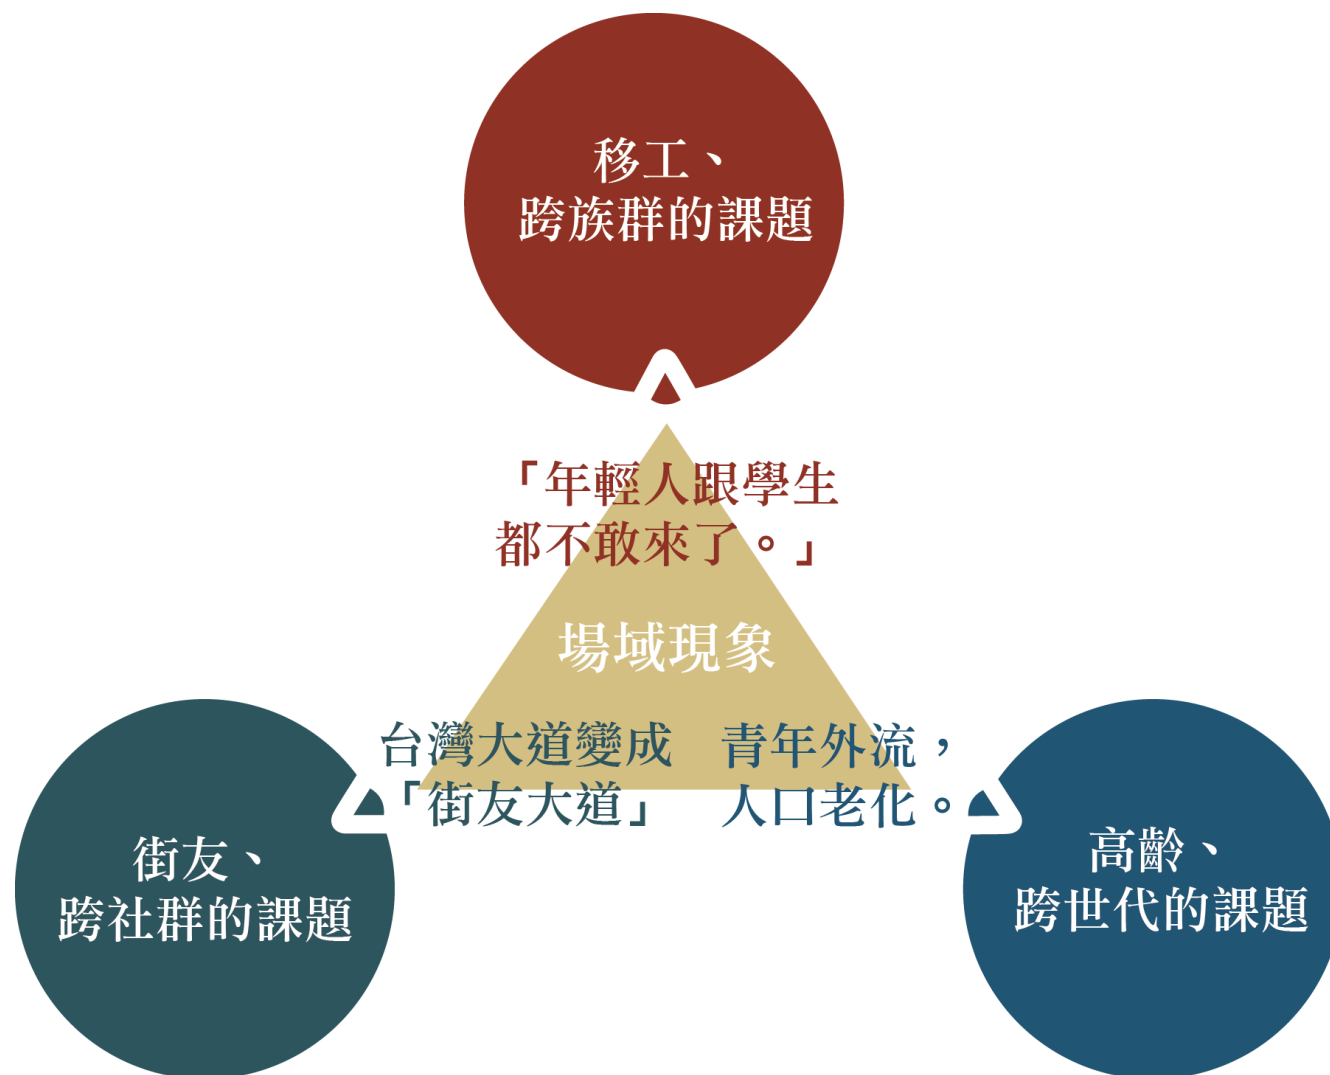 移工、
跨族群的課題
「年輕人跟學生
都不敢來了。」
場域現象
台灣大道變成
「街友大道」
青年外流，
人口老化。
街友、
跨社群的課題
高齡、
跨世代的課題